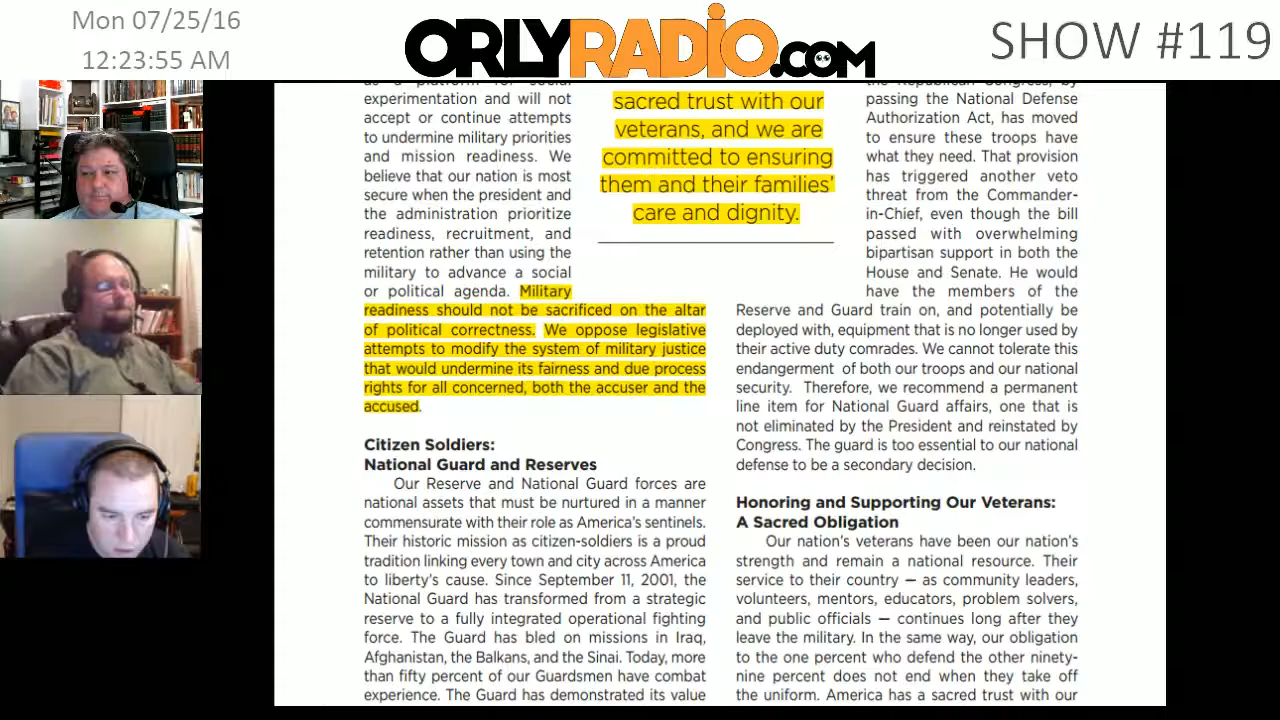 Mon 07/25/16
12:23:55 AM
ORLYRADiO.COM
SHOW #119
as a platform for social
experimentation and will not
accept or continue attempts
to undermine military priorities
and mission readiness. We
believe that our nation is most
secure when the president and
the administration prioritize
readiness, recruitment, and
retention rather than using the
military to advance a social
or political agenda. Military
readiness should not be sacrificed on the altar
of political correctness. We oppose legislative
attempts to modify the system of military justice
that would undermine its fairness and due process
rights for all concerned, both the accuser and the
accused.
Citizen Soldiers:
National Guard and Reserves
Our Reserve and National Guard forces are
national assets that must be nurtured in a manner
commensurate with their role as America's sentinels.
Their historic mission as citizen-soldiers is a proud
tradition linking every town and city across America
to liberty's cause. Since September 11, 2001, the
National Guard has transformed from a strategic
reserve to a fully integrated operational fighting
force. The Guard has bled on missions in Iraq,
Afghanistan, the Balkans, and the Sinai. Today, more
than fifty percent of our Guardsmen have combat
experience. The Guard has demonstrated its value
sacred trust with our
veterans, and we are
committed to ensuring
them and their families'
care and dignity.
the Republican Congress, by
passing the National Defense
Authorization Act, has moved
to ensure these troops have
what they need. That provision
has triggered another veto
threat from the Commander-
in-Chief, even though the bill
passed with overwhelming
bipartisan support in both the
House and Senate. He would
have the members of the
Reserve and Guard train on, and potentially be
deployed with, equipment that is no longer used by
their active duty comrades. We cannot tolerate this
endangerment of both our troops and our national
security. Therefore, we recommend a permanent
line item for National Guard affairs, one that is
not eliminated by the President and reinstated by
Congress. The guard is too essential to our national
defense to be a secondary decision.
Honoring and Supporting Our Veterans:
A Sacred Obligation
Our nation's veterans have been our nation's
strength and remain a national resource. Their
service to their country — as community leaders,
volunteers, mentors, educators, problem solvers,
and public officials — continues long after they
leave the military. In the same way, our obligation
to the one percent who defend the other ninety-
nine percent does not end when they take off
the uniform. America has a sacred trust with our